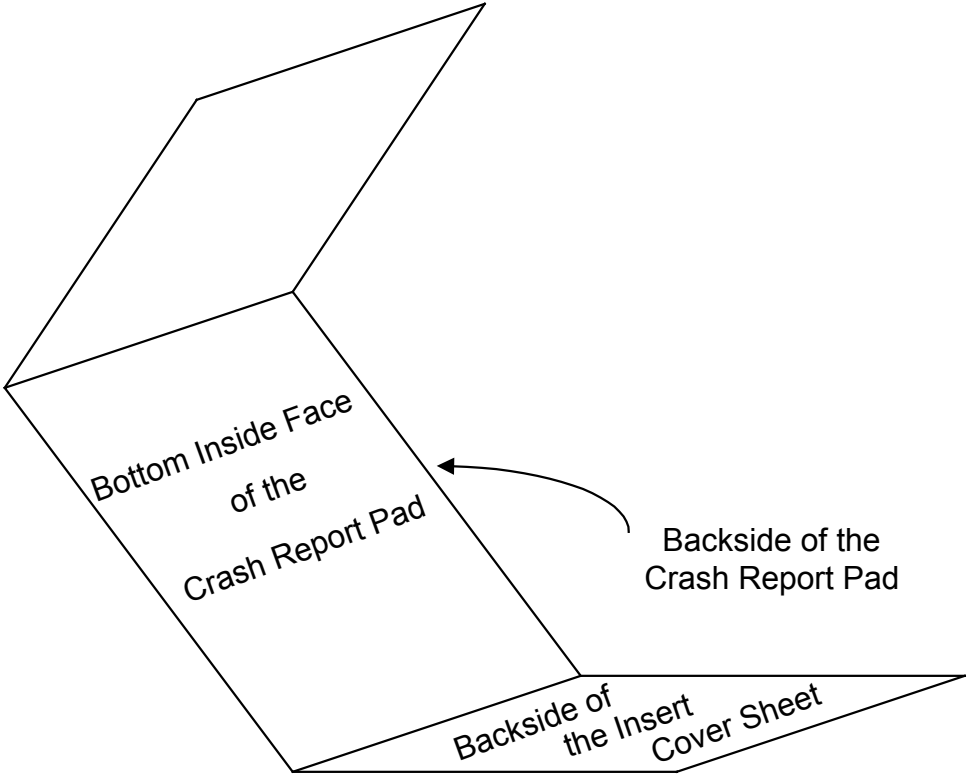 Bottom Inside Face
of the
Crash Report Pad
Backside of the
Crash Report Pad
Backside of
the Insert
Cover Sheet